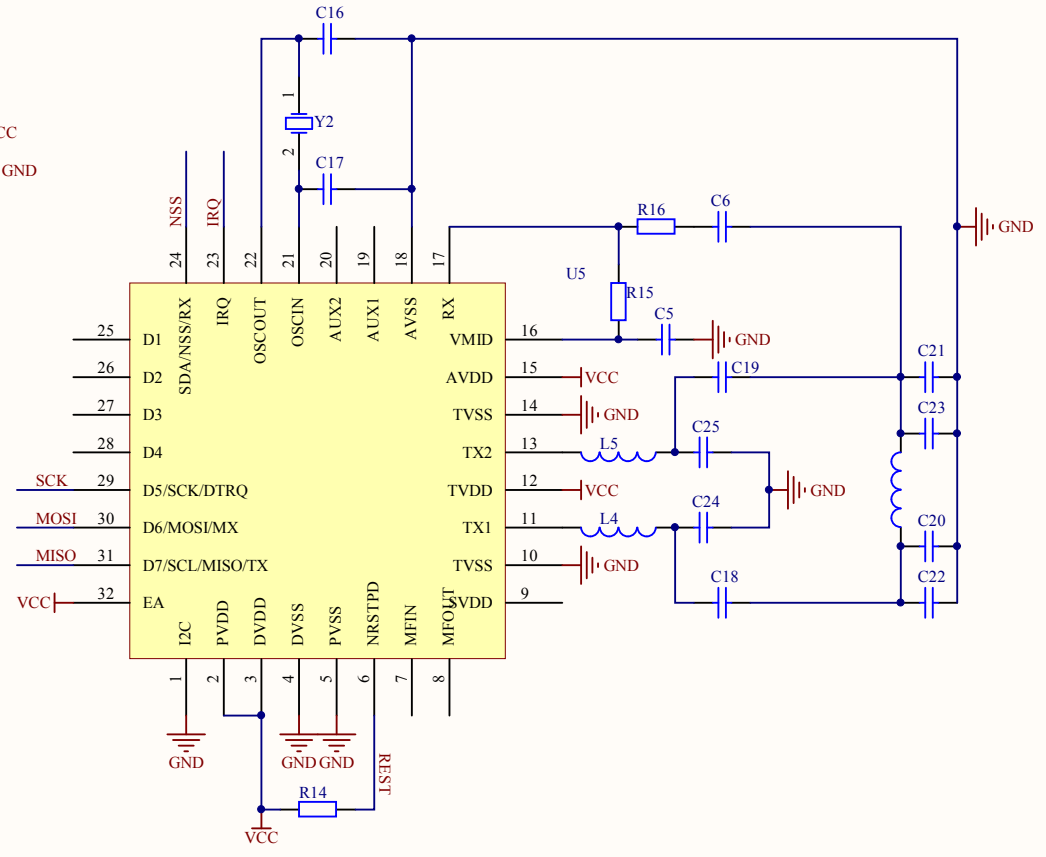 C16
1
Y2
2
CC
GND
C17
NSS
IRQ
24
23
22
21
20
19
18
17
R16
C6
GND
U5
R15
C5
GND
SDA/NSS/RX
IRQ
OSCOUT
OSCIN
AUX2
AUX1
AVSS
RX
25
D1
VMID
16
26
D2
AVDD
15
VCC
C19
C21
27
D3
TVSS
14
GND
C23
28
D4
TX2
13
L5
C25
SCK
29
D5/SCK/DTRQ
TVDD
12
VCC
GND
MOSI
30
D6/MOSI/MX
TX1
11
L4
C24
C20
MISO
31
D7/SCL/MISO/TX
TVSS
10
GND
C18
C22
VCC
32
EA
SVDD
9
I2C
PVDD
DVDD
DVSS
PVSS
NRSTPD
MFIN
MFOUT
1
2
3
4
5
6
7
8
GND
GND
GND
REST
R14
VCC